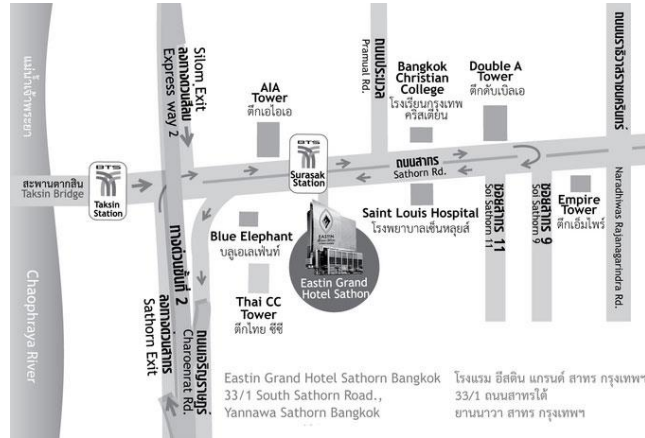 แม่น้ำเจ้าพระยา
Chaophraya River
สะพานตากสิน
Taksin Bridge
BTS
Taksin
Station
Silom Exit
ลงทางด่วนสีลม
Express way 2
AIA
Tower
ตึกเอไอเอ
BTS
Surasak
Station
ถนนประมวล
Pramual Rd.
Bangkok
Christian
College
โรงเรียนกรุงเทพ
คริสเตียน
Double A
Tower
ตึกดับเบิลเอ
ถนนนราธิวาสราชนครินทร์
Naradhiwas Rajanagarindra Rd.
ถนนสาทร
Sathorn Rd.
Saint Louis Hospital
โรงพยาบาลเซ็นหลุยส์
ซอยสาทร 11
Soi Sathorn 11
ซอยสาทร 9
Soi Sathorn 9
Empire
Tower
ตึกเอ็มไพร์
Blue Elephant
บลูเอเลเฟ่นท์
EASTIN
Eastin Grand
Hotel Sathon
Thai CC
Tower
ตึกไทย ซีซี
ทางด่วนขั้นที่ 2
ลงทางด่วนสาทร
Sathorn Exit
ถนนเจริญราษฎร์
Charoenrat Rd.
Eastin Grand Hotel Sathorn Bangkok
33/1 South Sathorn Road.,
Yannawa Sathorn Bangkok
โรงแรม อีสติน แกรนด์ สาทร กรุงเทพฯ
33/1 ถนนสาทรใต้
ยานนาวา สาทร กรุงเทพฯ